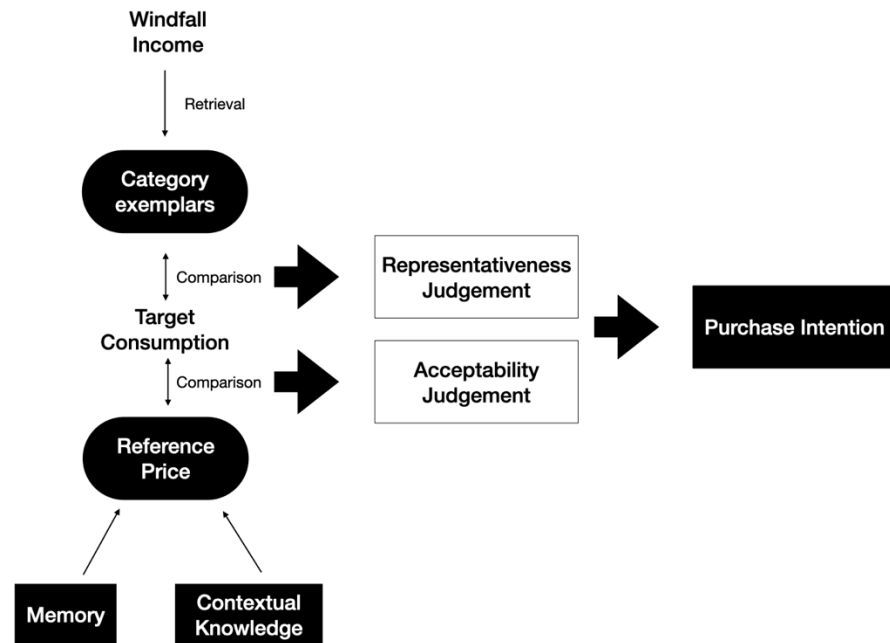 Windfall
Income
Retrieval
Category
exemplars
Comparison
Representativeness
Judgement
Target
Consumption
Purchase Intention
Comparison
Acceptability
Judgement
Reference
Price
Memory
Contextual
Knowledge